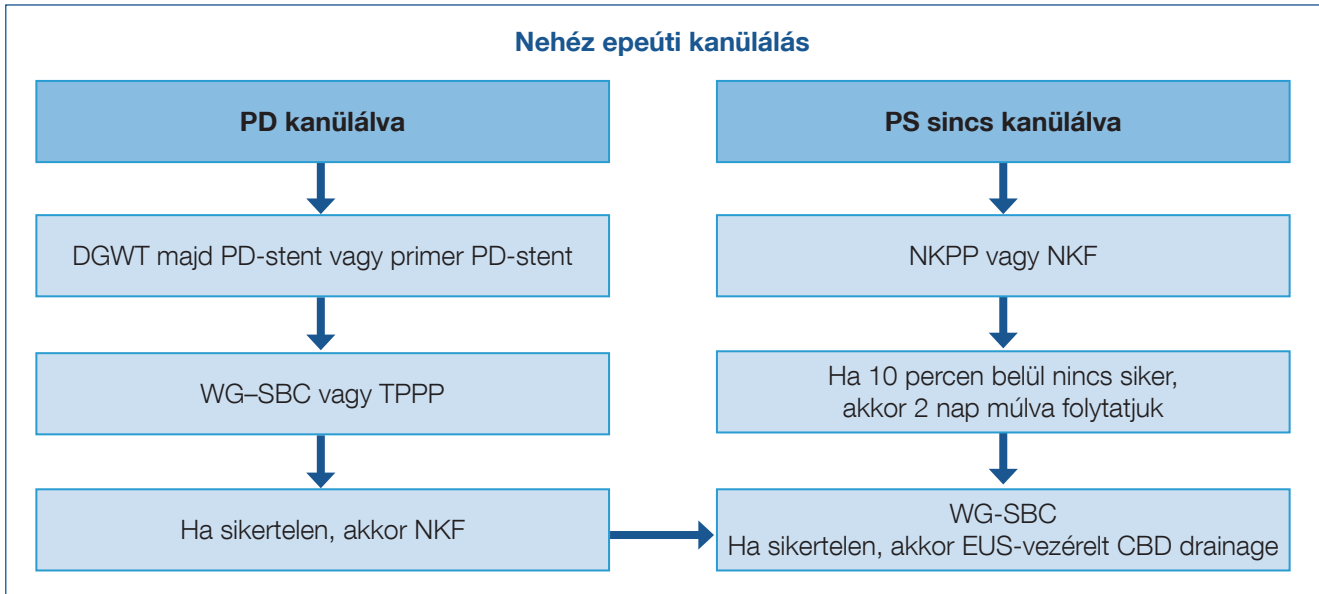 Nehéz epeúti kanülálás
PD kanülálva
DGWT majd PD-stent vagy primer PD-stent
WG–SBC vagy TPPP
Ha sikertelen, akkor NKF
PS sincs kanülálva
NKPP vagy NKF
Ha 10 percen belül nincs siker,
akkor 2 nap múlva folytatjuk
WG-SBC
Ha sikertelen, akkor EUS-vezérelt CBD drainage